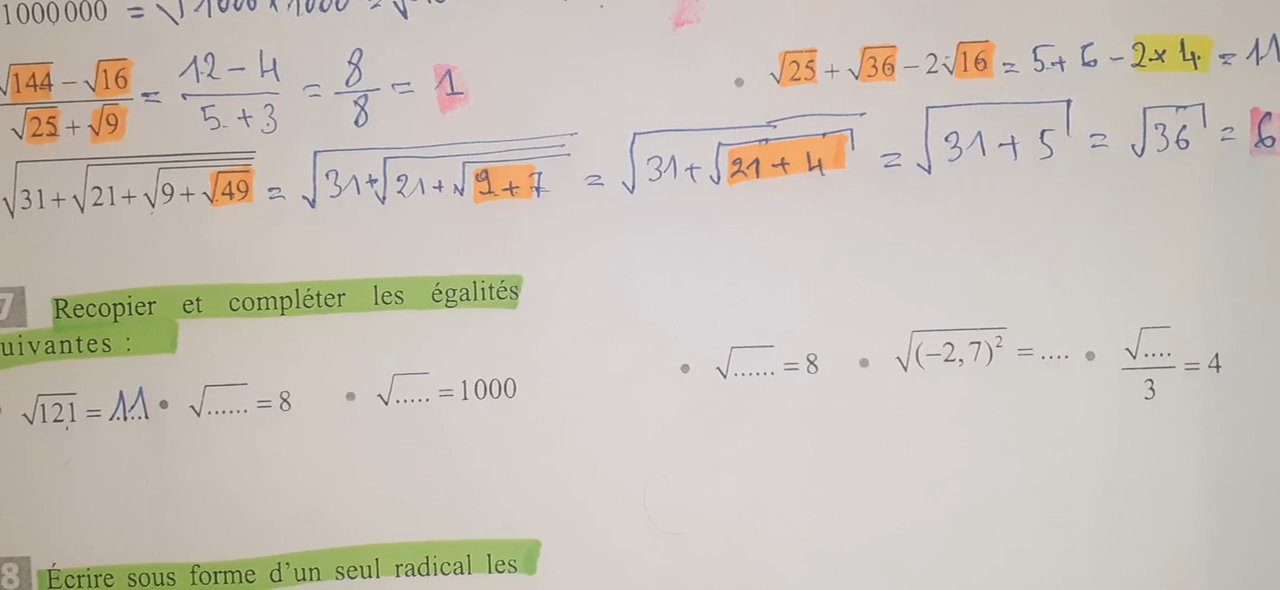 1000000 = √1000×1000
(√144 − √16)/(√25 + √9) = (12 − 4)/(5 + 3) = 8/8 = 1
• √25 + √36 − 2√16 = 5 + 6 − 2 × 4 = 11
√(31 + √(21 + √(9 + √49))) = √(31 + √(21 + √(9 + 7))) = √(31 + √(21 + 4)) = √(31 + 5) = √36 = 6
7 Recopier et compléter les égalités
uivantes :
√121 = 11 • √...... = 8 • √..... = 1000
• √...... = 8 • √(−2,7)² = .... • √..../3 = 4
8 Écrire sous forme d'un seul radical les